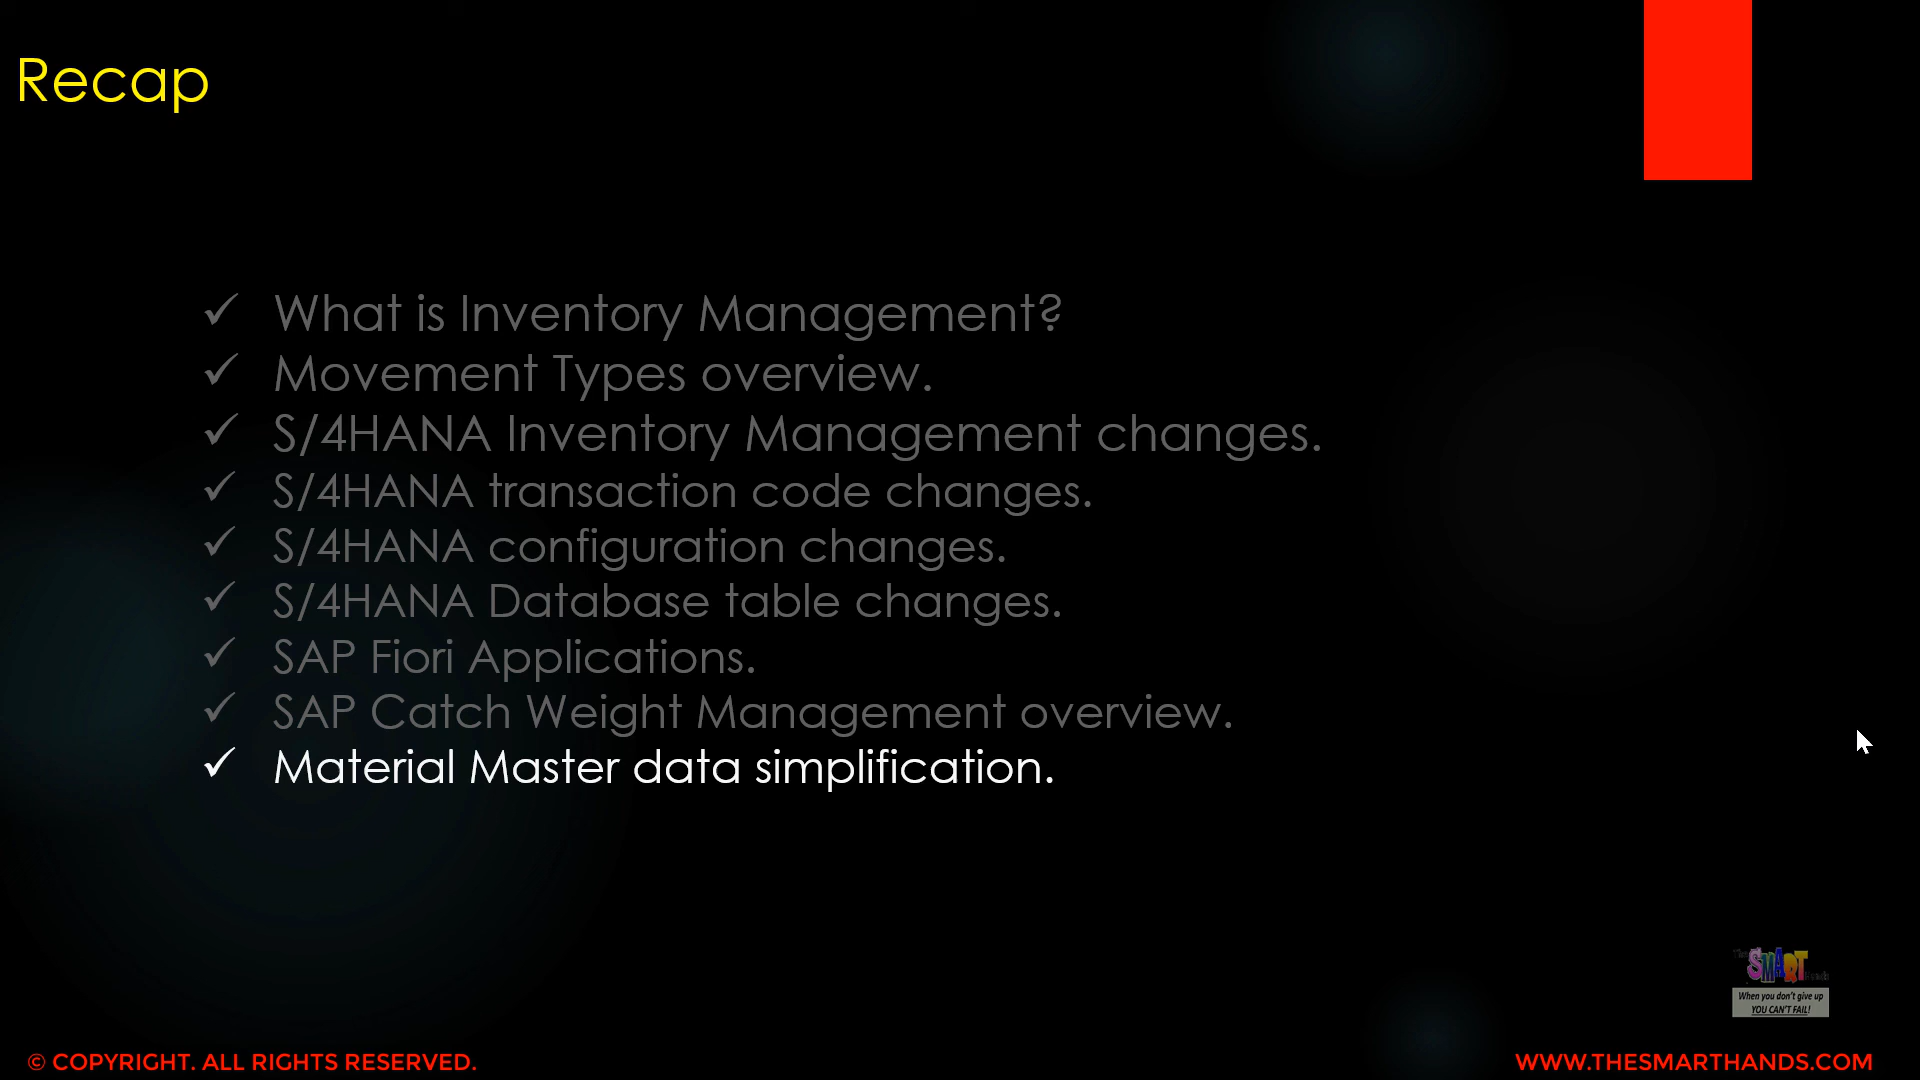 Recap
✓ What is Inventory Management?
✓ Movement Types overview.
✓ S/4HANA Inventory Management changes.
✓ S/4HANA transaction code changes.
✓ S/4HANA configuration changes.
✓ S/4HANA Database table changes.
✓ SAP Fiori Applications.
✓ SAP Catch Weight Management overview.
✓ Material Master data simplification.
SMART
When you don't give up
YOU CAN'T FAIL!
© COPYRIGHT. ALL RIGHTS RESERVED.
WWW.THESMARTHANDS.COM